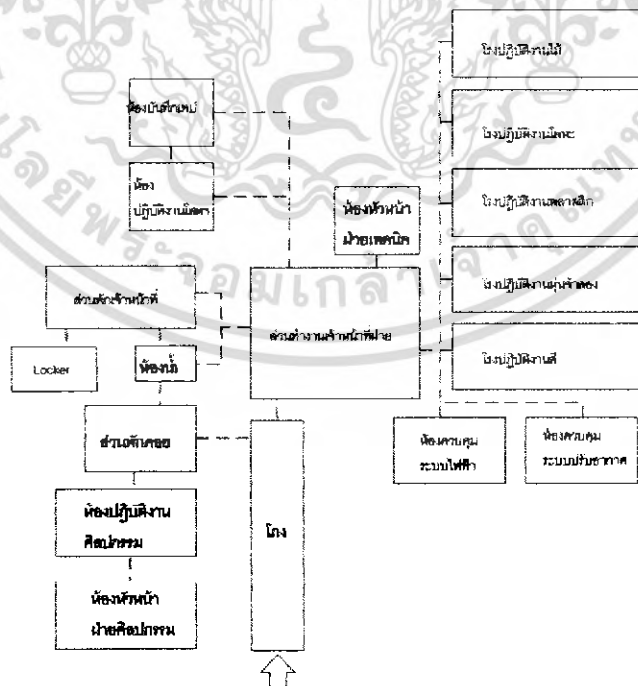 โรงปฏิบัติงานไม้
ห้องบันทึกเทป
โรงปฏิบัติงานโลหะ
ห้อง
ปฏิบัติงาน
โรงปฏิบัติงานพลาสติก
ห้องหัวหน้า
ฝ่ายเทคนิค
โรงปฏิบัติงานหุ่นจำลอง
ส่วนพักเจ้าหน้าที่
ส่วนทำงานเจ้าหน้าที่ฝ่าย
โรงปฏิบัติงานสี
Locker
ห้องน้ำ
ส่วนพักคอย
ห้องควบคุม
ระบบไฟฟ้า
ห้องควบคุม
ระบบปรับอากาศ
ห้องปฏิบัติงาน
ศิลปกรรม
โถง
ห้องหัวหน้า
ฝ่ายศิลปกรรม